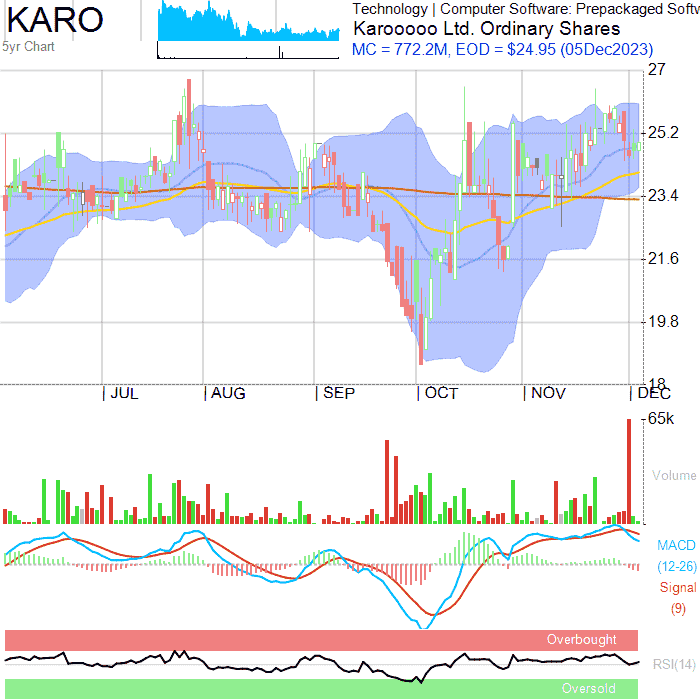 KARO
Technology | Computer Software: Prepackaged Softw
Karooooo Ltd. Ordinary Shares
5yr Chart
MC = 772.2M, EOD = $24.95 (05Dec2023)
27
25.2
23.4
21.6
19.8
18
JUL
AUG
SEP
OCT
NOV
DEC
65k
Volume
MACD
(12-26)
Signal
(9)
Overbought
RSI(14)
Oversold